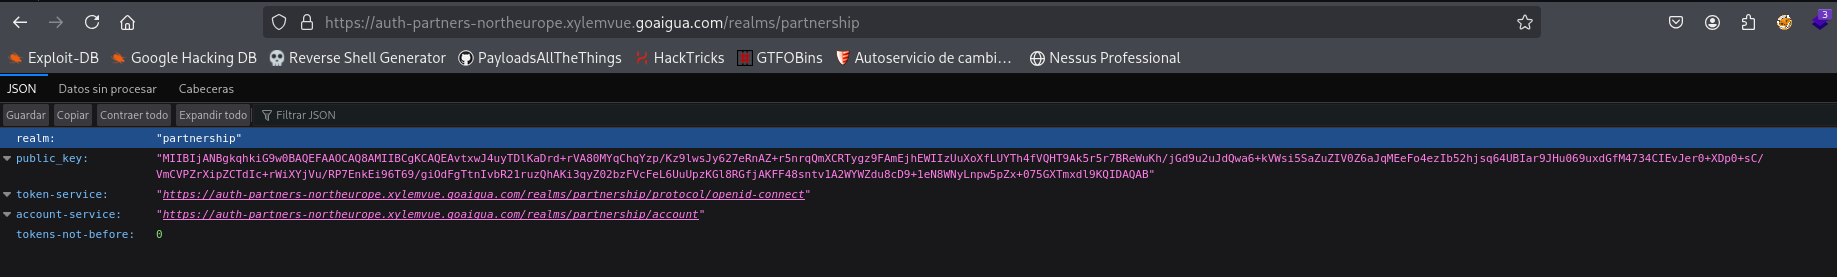 https://auth-partners-northeurope.xylemvue.goaigua.com/realms/partnership
3
Exploit-DB Google Hacking DB Reverse Shell Generator PayloadsAllTheThings HackTricks GTFOBins Autoservicio de cambi... Nessus Professional
JSON Datos sin procesar Cabeceras
Guardar Copiar Contraer todo Expandir todo Filtrar JSON
realm: "partnership"
public_key: "MIIBIjANBgkqhkiG9w0BAQEFAAOCAQ8AMIIBCgKCAQEAvtxwJ4uyTDlKaDrd+rVA80MYqChqYzp/Kz9lwsJy627eRnAZ+r5nrqQmXCRTygz9FAmEjhEWIIzUuXoXfLUYTh4fVQHT9Ak5r5r7BReWuKh/jGd9u2uJdQwa6+kVWsi5SaZuZIV0Z6aJqMEeFo4ezIb52hjsq64UBIar9JHu069uxdGfM4734CIEvJer0+XDp0+sC/
VmCVPZrXipZCTdIc+rWiXYjVu/RP7EnkEi96T69/giOdFgTtnIvbR21ruzQhAKi3qyZ02bzFVcFeL6UuUpzKGl8RGfjAKFF48sntv1A2WYWZdu8cD9+1eN8WNyLnpw5pZx+075GXTmxdl9KQIDAQAB"
token-service: "https://auth-partners-northeurope.xylemvue.goaigua.com/realms/partnership/protocol/openid-connect"
account-service: "https://auth-partners-northeurope.xylemvue.goaigua.com/realms/partnership/account"
tokens-not-before: 0